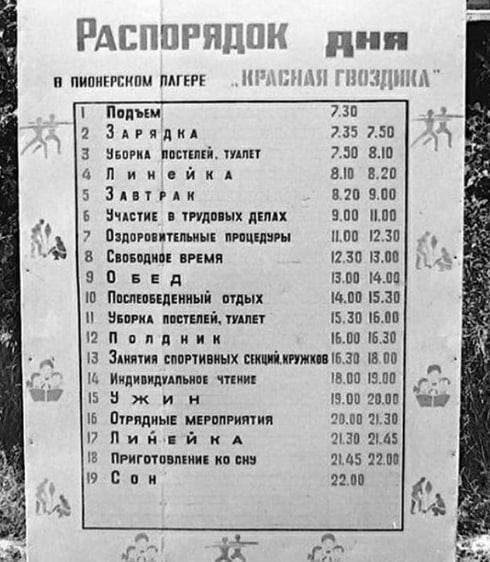 Распорядок дня
в пионерском лагере „Красная гвоздика"
1 Подъем 7.30
2 Зарядка 7.35 7.50
3 Уборка постелей, туалет 7.50 8.10
4 Линейка 8.10 8.20
5 Завтрак 8.20 9.00
6 Участие в трудовых делах 9.00 11.00
7 Оздоровительные процедуры 11.00 12.30
8 Свободное время 12.30 13.00
9 Обед 13.00 14.00
10 Послеобеденный отдых 14.00 15.30
11 Уборка постелей, туалет 15.30 16.00
12 Полдник 16.00 16.30
13 Занятия спортивных секций, кружков 16.30 18.00
14 Индивидуальное чтение 18.00 19.00
15 Ужин 19.00 20.00
16 Отрядные мероприятия 20.00 21.30
17 Линейка 21.30 21.45
18 Приготовление ко сну 21.45 22.00
19 Сон 22.00